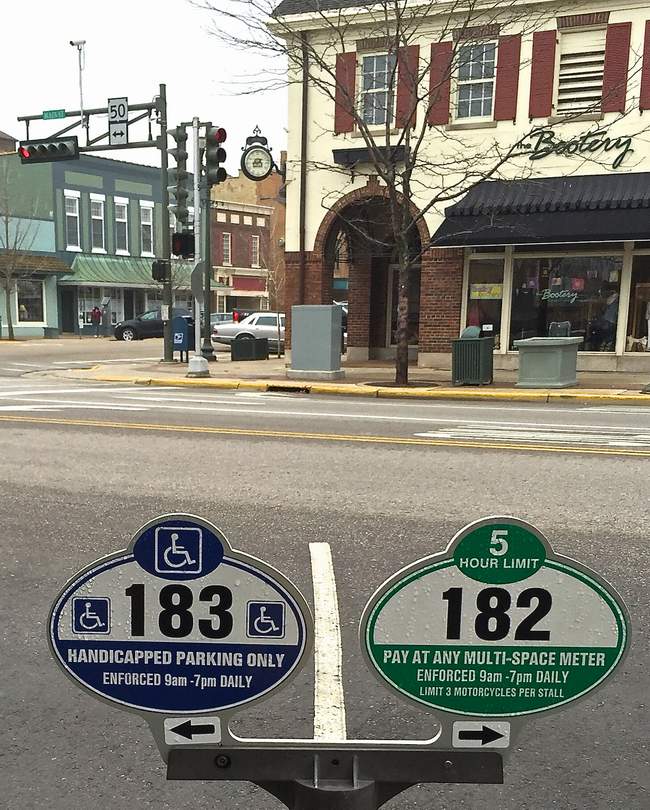 50
the Bootery
Bootery
183
HANDICAPPED PARKING ONLY
ENFORCED 9am -7pm DAILY
5
HOUR LIMIT
182
PAY AT ANY MULTI-SPACE METER
ENFORCED 9am -7pm DAILY
LIMIT 3 MOTORCYCLES PER STALL